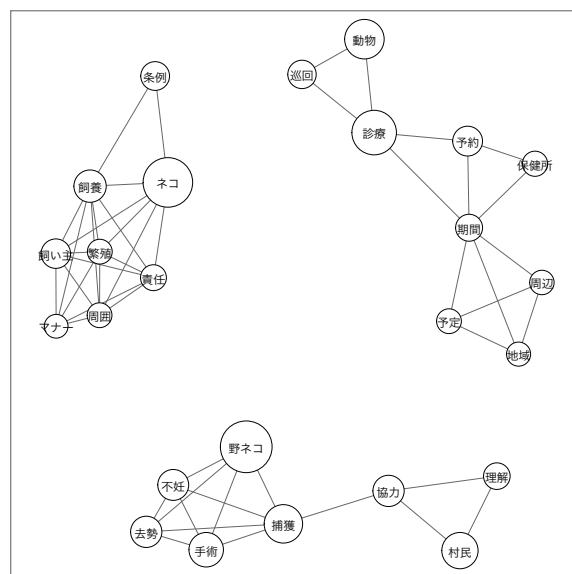 動物
巡回
条例
診療
予約
保健所
ネコ
飼養
期間
飼い主
繁殖
責任
周辺
周囲
マナー
予定
地域
野ネコ
不妊
協力
理解
去勢
捕獲
手術
村民